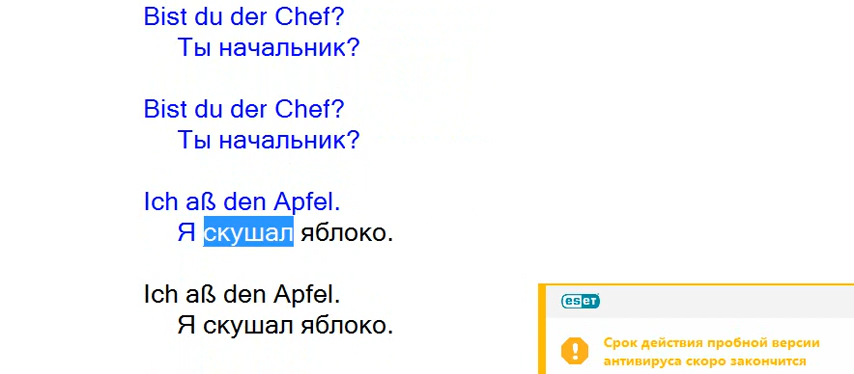 Bist du der Chef?
Ты начальник?
Bist du der Chef?
Ты начальник?
Ich aß den Apfel.
Я скушал яблоко.
Ich aß den Apfel.
Я скушал яблоко.
eseT
Срок действия пробной версии
антивируса скоро закончится